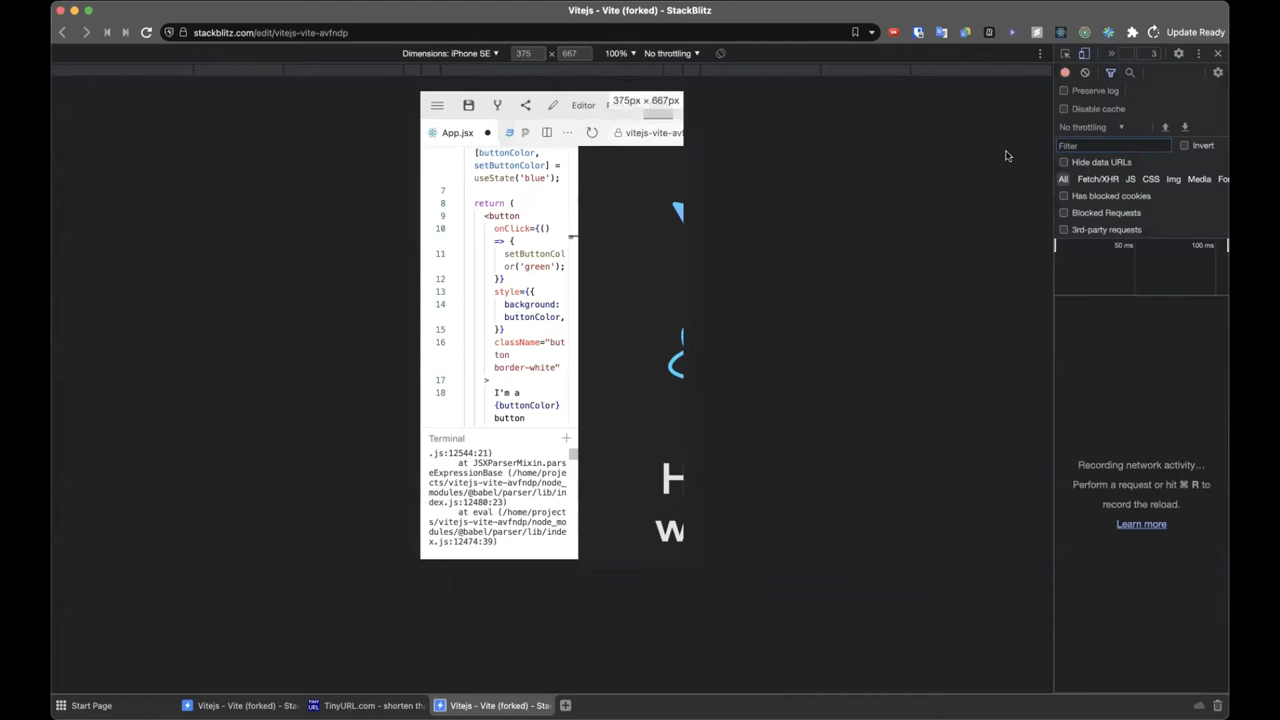 Vitejs - Vite (forked) - StackBlitz
stackblitz.com/edit/vitejs-vite-avfndp
Update Ready
Dimensions: iPhone SE 375 × 667 100% No throttling
3
375px × 667px
Editor
App.jsx
vitejs-vite-avf
[buttonColor,
setButtonColor] =
useState('blue');
7
8 return (
9 <button
10 onClick={()
=> {
11 setButtonCol
or('green');
12 }}
13 style={{
14 background:
buttonColor,
15 }}
16 className="but
ton
border-white"
17 >
18 I'm a
{buttonColor}
button
Terminal
.js:12544:21)
at JSXParserMixin.pars
eExpressionBase (/home/proje
cts/vitejs-vite-avfndp/node_
modules/@babel/parser/lib/in
dex.js:12480:23)
at eval (/home/project
s/vitejs-vite-avfndp/node_mo
dules/@babel/parser/lib/inde
x.js:12474:39)
H
w
Preserve log
Disable cache
No throttling
Filter
Invert
Hide data URLs
All Fetch/XHR JS CSS Img Media Fo
Has blocked cookies
Blocked Requests
3rd-party requests
50 ms 100 ms
Recording network activity…
Perform a request or hit ⌘ R to
record the reload.
Learn more
Start Page
Vitejs - Vite (forked) - Sta
TINY URL
TinyURL.com - shorten th
Vitejs - Vite (forked) - Sta